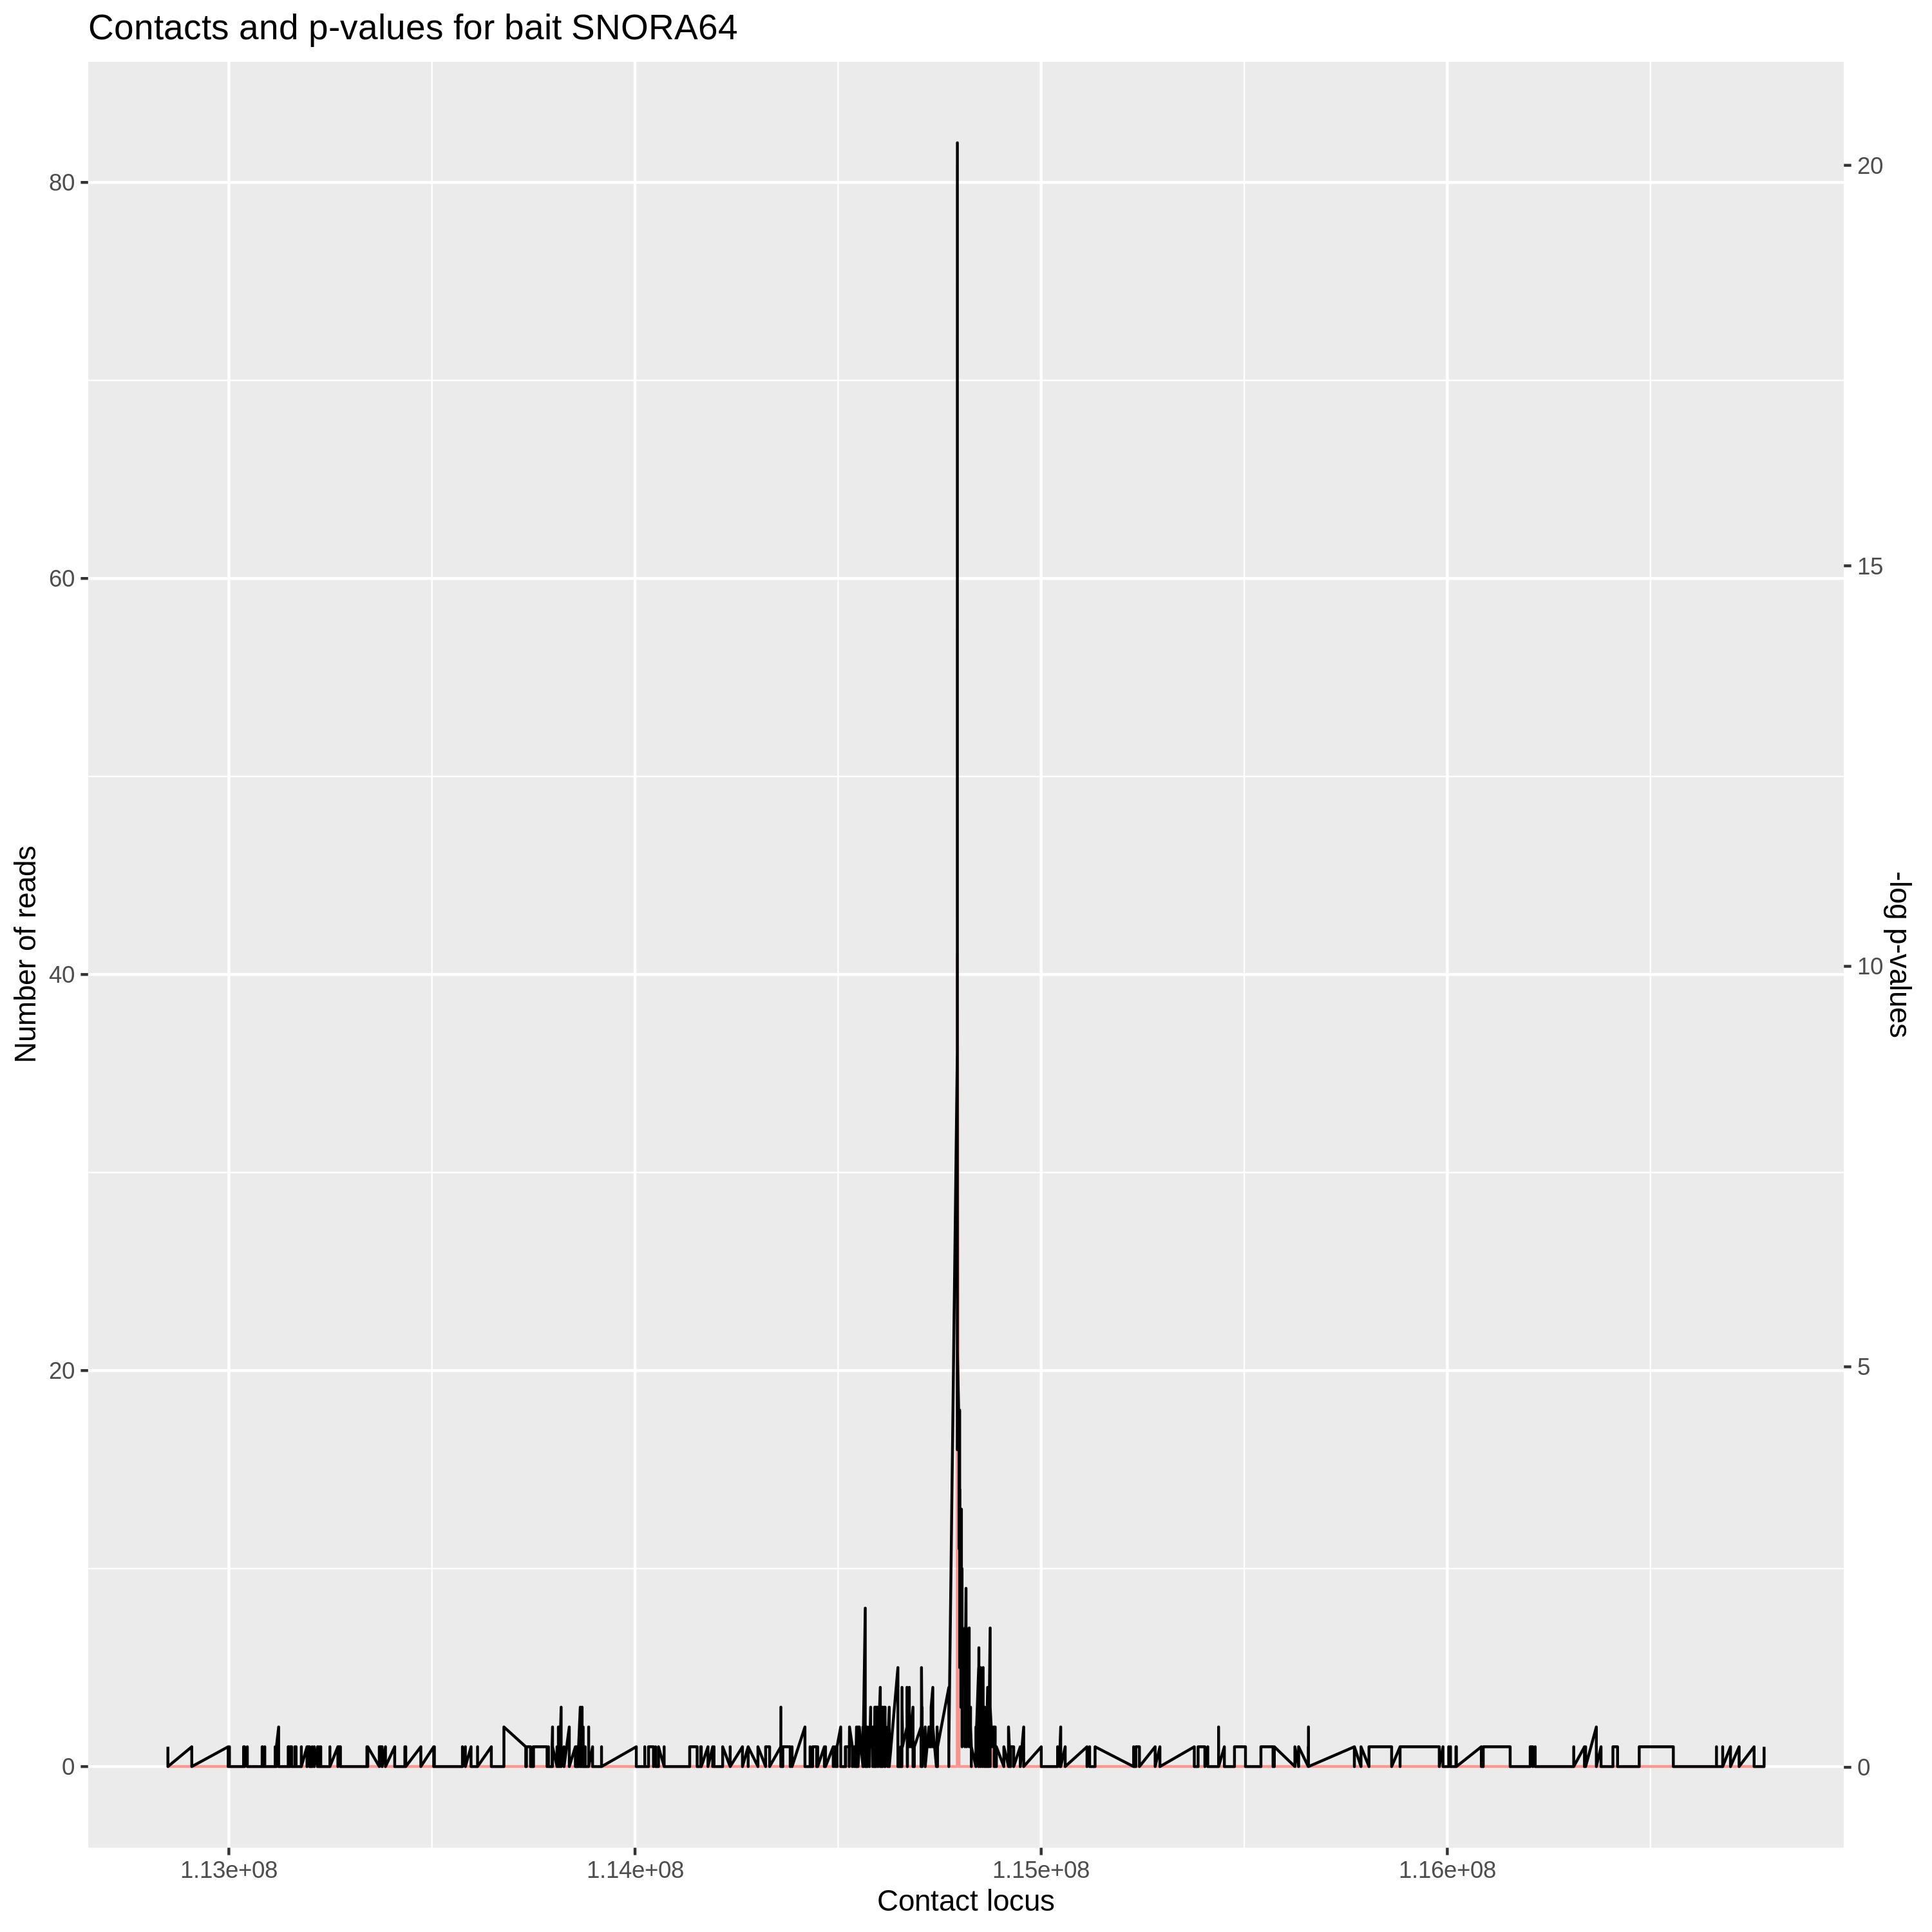 Contacts and p-values for bait SNORA64
80
60
40
20
0
Number of reads
20
15
10
5
0
-log p-values
1.13e+08
1.14e+08
1.15e+08
1.16e+08
Contact locus